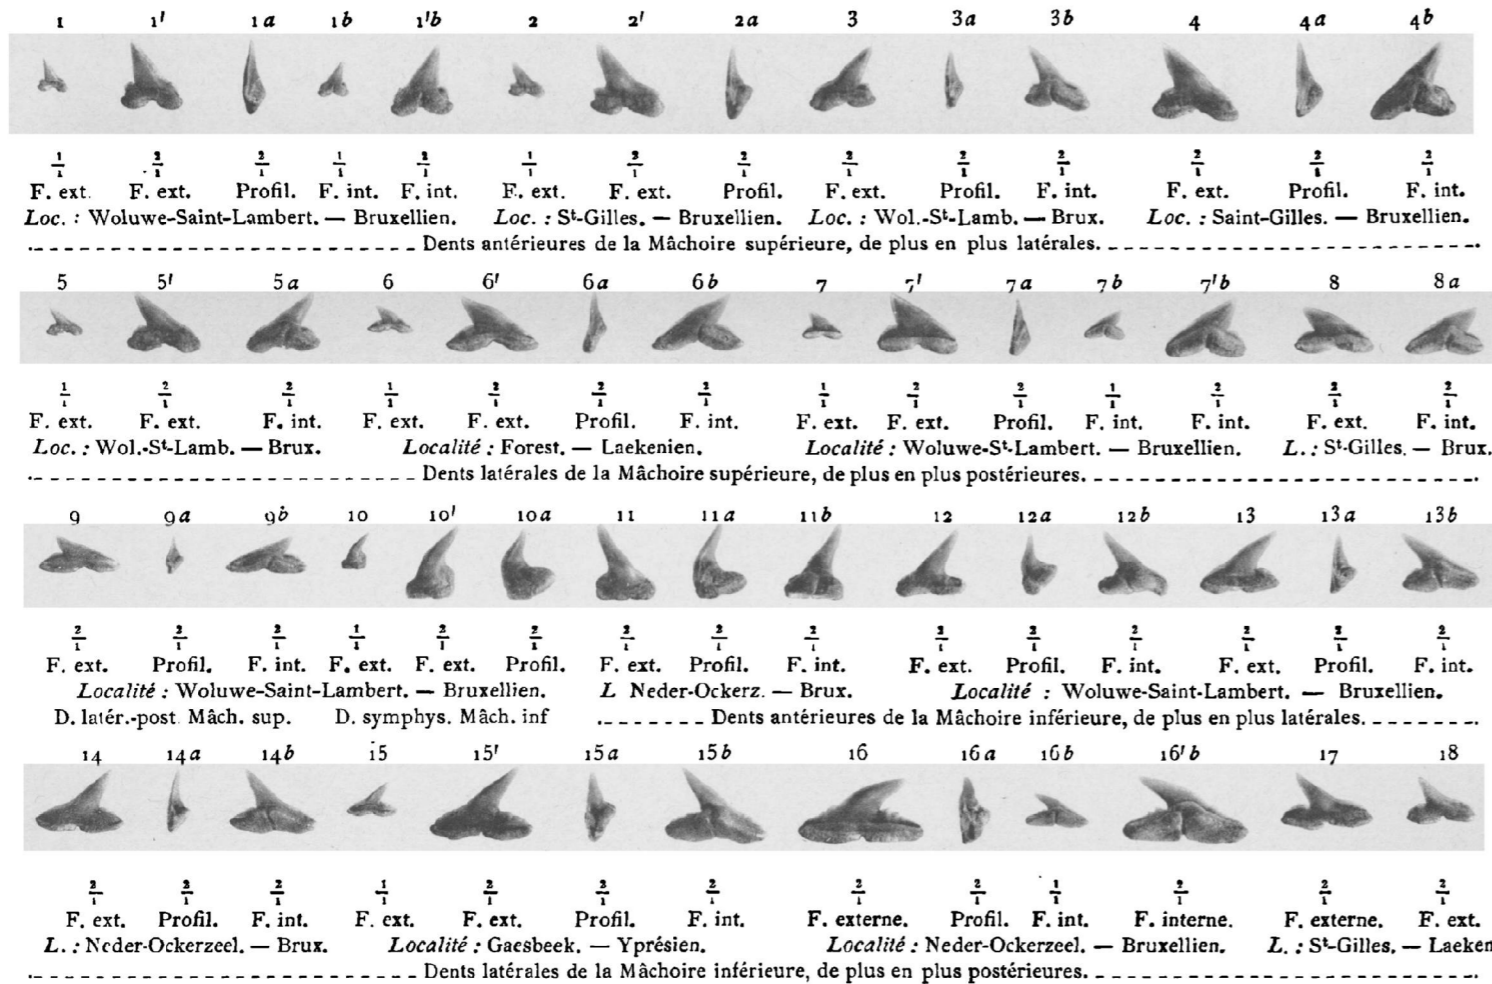 1 1' 1a 1b 1'b 2 2' 2a 3 3a 3b 4 4a 4b
1/1 2/1 2/1 1/1 2/1 1/1 2/1 2/1 2/1 2/1 2/1 2/1 2/1 2/1
F. ext. F. ext. Profil. F. int. F. int. F. ext. F. ext. Profil. F. ext. Profil. F. int. F. ext. Profil. F. int.
Loc. : Woluwe-Saint-Lambert. — Bruxellien. Loc. : St-Gilles. — Bruxellien. Loc. : Wol.-St-Lamb. — Brux. Loc. : Saint-Gilles. — Bruxellien.
Dents antérieures de la Mâchoire supérieure, de plus en plus latérales.
5 5' 5a 6 6' 6a 6b 7 7' 7a 7b 7'b 8 8a
1/1 2/1 2/1 1/1 2/1 2/1 2/1 1/1 2/1 2/1 1/1 2/1 2/1 2/1
F. ext. F. ext. F. int. F. ext. F. ext. Profil. F. int. F. ext. F. ext. Profil. F. int. F. int. F. ext. F. int.
Loc. : Wol.-St-Lamb. — Brux. Localité : Forest. — Laekenien. Localité : Woluwe-St-Lambert. — Bruxellien. L. : St-Gilles. — Brux.
Dents latérales de la Mâchoire supérieure, de plus en plus postérieures.
9 9a 9b 10 10' 10a 11 11a 11b 12 12a 12b 13 13a 13b
2/1 2/1 2/1 1/1 2/1 2/1 2/1 2/1 2/1 2/1 2/1 2/1 2/1 2/1 2/1
F. ext. Profil. F. int. F. ext. F. ext. Profil. F. ext. Profil. F. int. F. ext. Profil. F. int. F. ext. Profil. F. int.
Localité : Woluwe-Saint-Lambert. — Bruxellien. L Neder-Ockerz. — Brux. Localité : Woluwe-Saint-Lambert. — Bruxellien.
D. latér.-post. Mâch. sup. D. symphys. Mâch. inf Dents antérieures de la Mâchoire inférieure, de plus en plus latérales.
14 14a 14b 15 15' 15a 15b 16 16a 16b 16'b 17 18
2/1 2/1 2/1 1/1 2/1 2/1 2/1 2/1 2/1 1/1 2/1 2/1 2/1
F. ext. Profil. F. int. F. ext. F. ext. Profil. F. int. F. externe. Profil. F. int. F. interne. F. externe. F. ext.
L. : Neder-Ockerzeel. — Brux. Localité : Gaesbeek. — Yprésien. Localité : Neder-Ockerzeel. — Bruxellien. L. : St-Gilles. — Laeken
Dents latérales de la Mâchoire inférieure, de plus en plus postérieures.